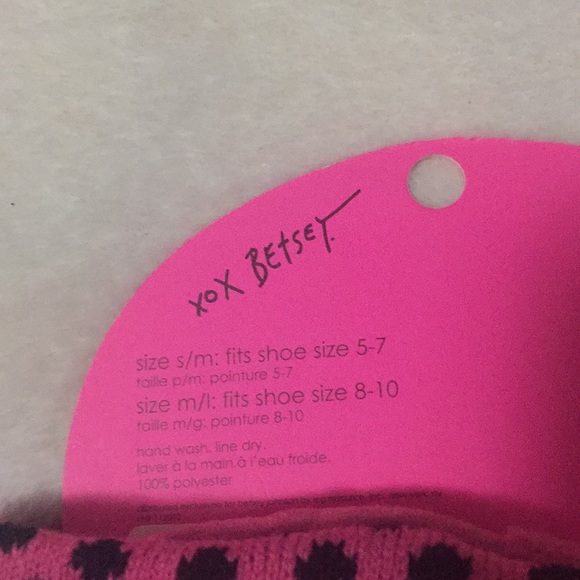 xox BETSEY.
size s/m: fits shoe size 5-7
taille p/m: pointure 5-7
size m/l: fits shoe size 8-10
taille m/g: pointure 8-10
hand wash. line dry.
laver à la main à l'eau froide.
100% polyester